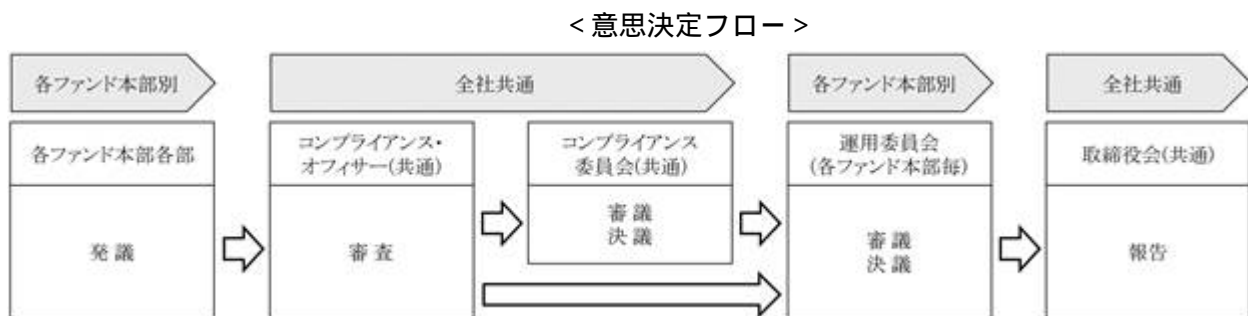 <意思決定フロー>
各ファンド本部別
全社共通
各ファンド本部別
全社共通
各ファンド本部各部
コンプライアンス・
オフィサー(共通)
コンプライアンス
委員会(共通)
運用委員会
(各ファンド本部毎)
取締役会(共通)
発議
審査
審議
決議
審議
決議
報告